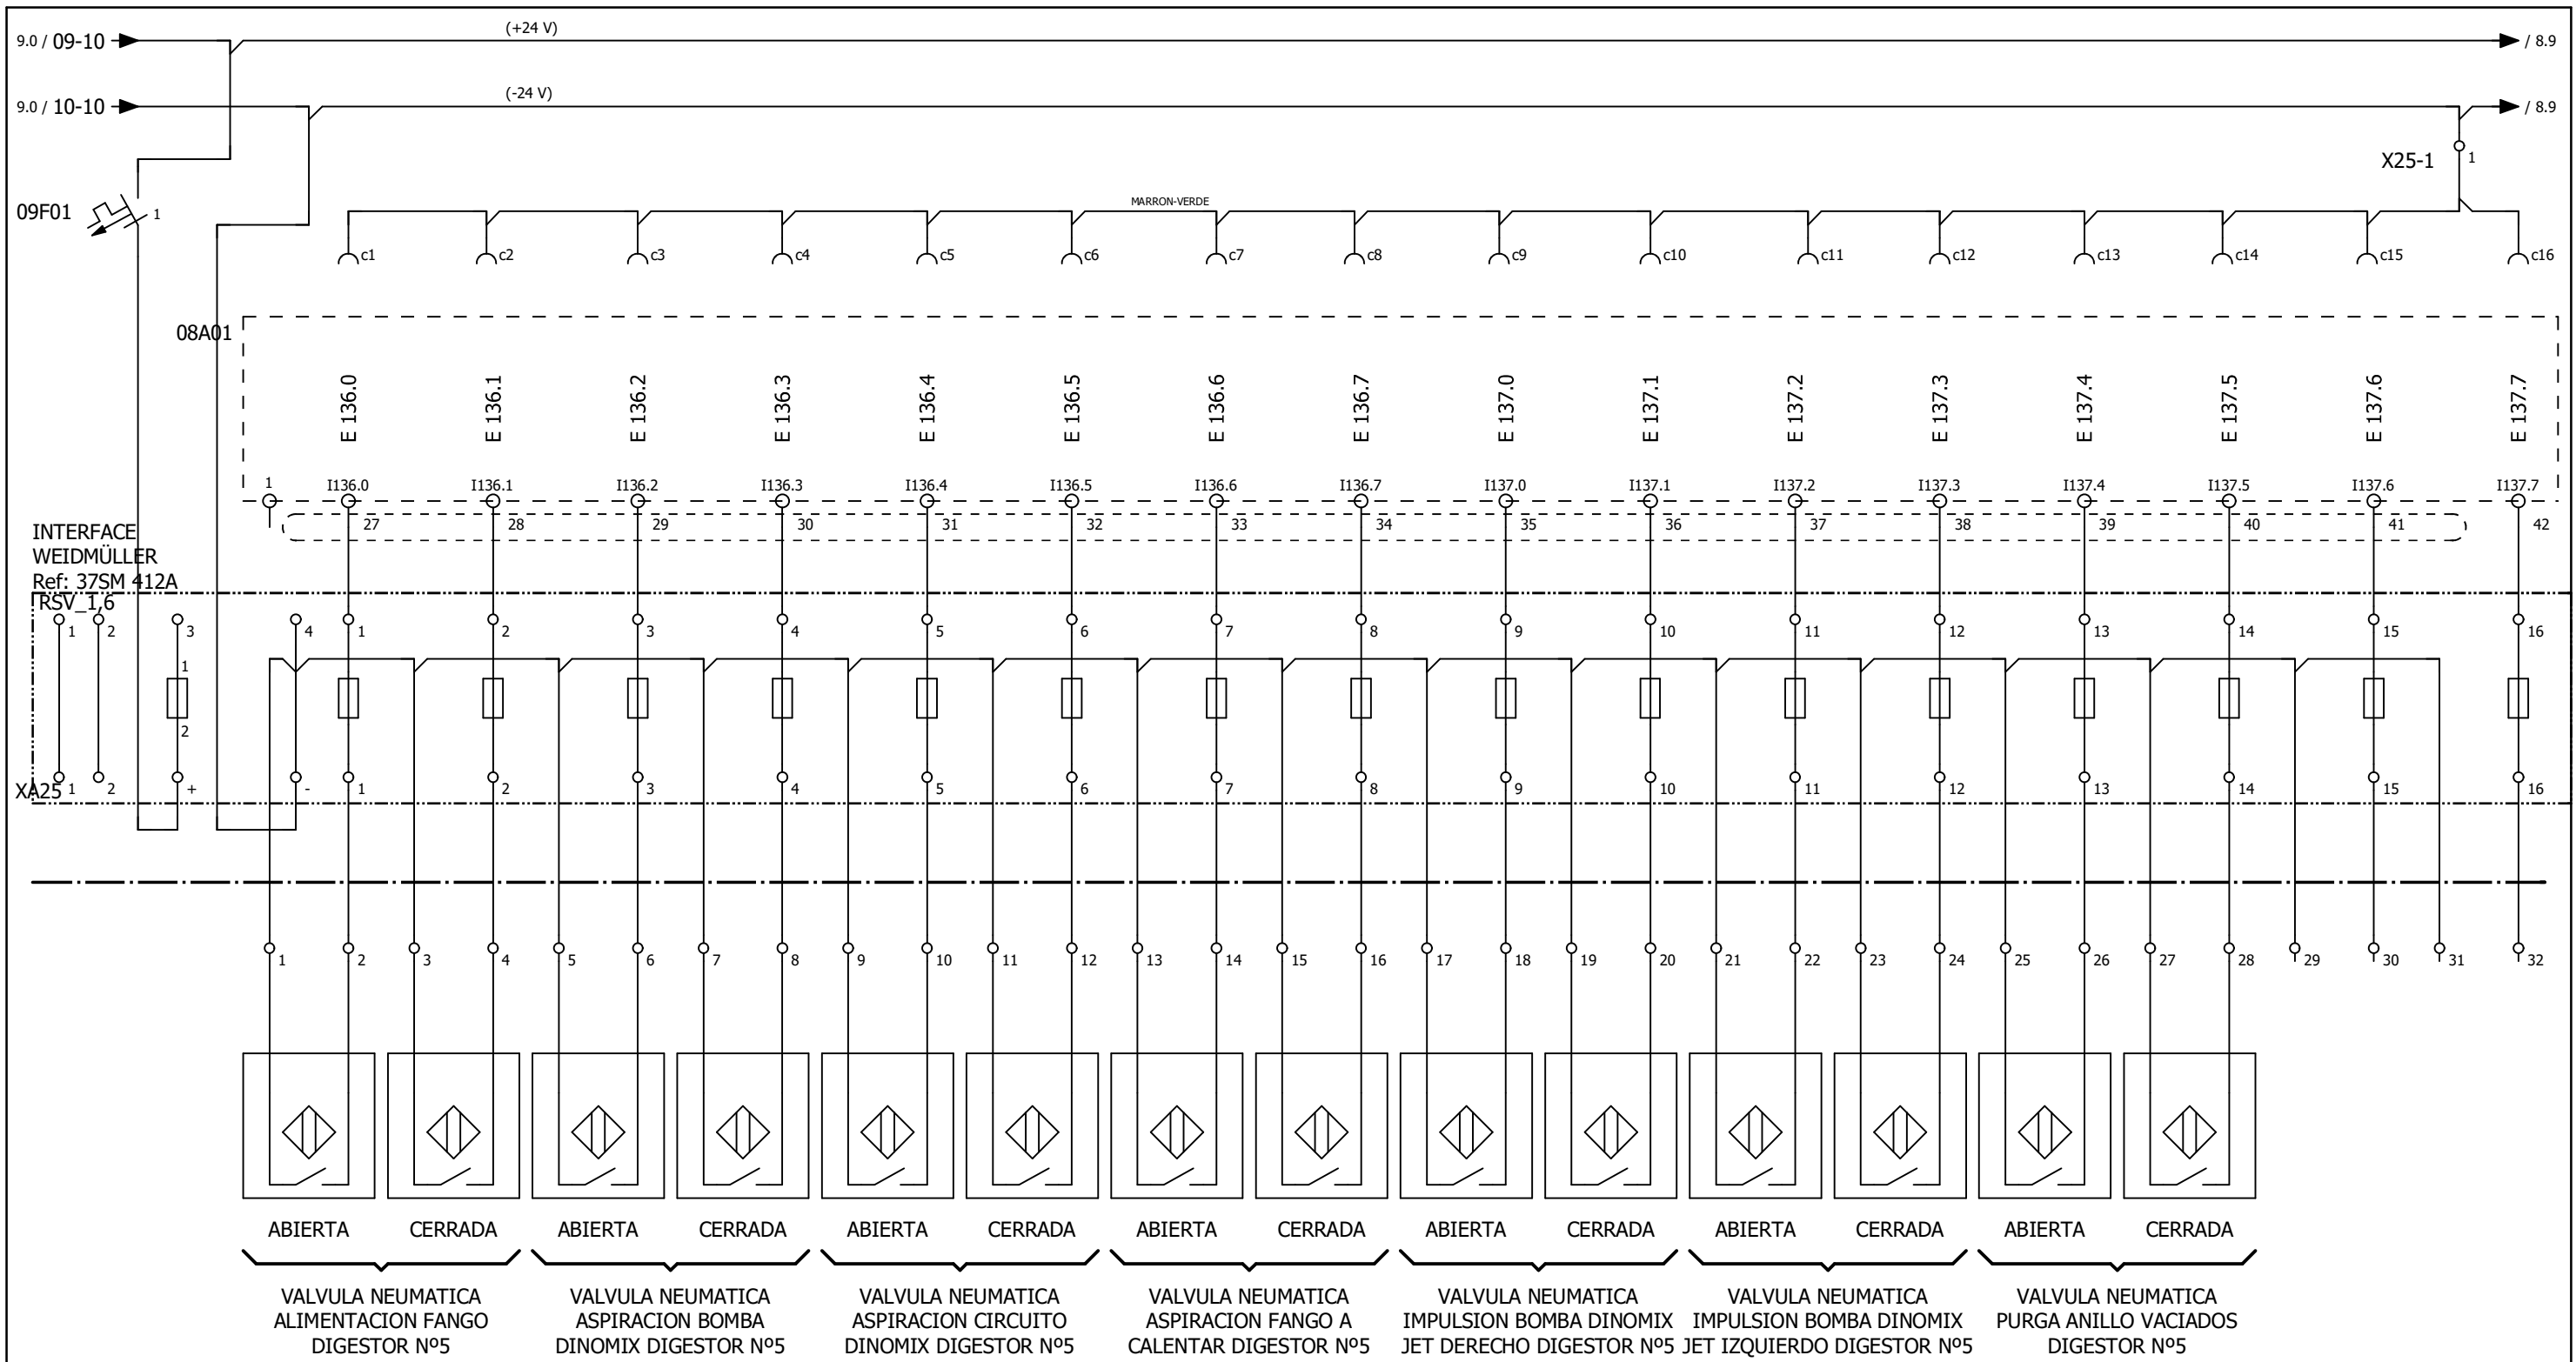 9.0 / 09-10
(+24 V)
/ 8.9
9.0 / 10-10
(-24 V)
/ 8.9
X25-1
1
09F01
1
MARRON-VERDE
c1 c2 c3 c4 c5 c6 c7 c8 c9 c10 c11 c12 c13 c14 c15 c16
08A01
E 136.0
E 136.1
E 136.2
E 136.3
E 136.4
E 136.5
E 136.6
E 136.7
E 137.0
E 137.1
E 137.2
E 137.3
E 137.4
E 137.5
E 137.6
E 137.7
1 I136.0 I136.1 I136.2 I136.3 I136.4 I136.5 I136.6 I136.7 I137.0 I137.1 I137.2 I137.3 I137.4 I137.5 I137.6 I137.7
27 28 29 30 31 32 33 34 35 36 37 38 39 40 41 42
INTERFACE
WEIDMÜLLER
Ref: 37SM 412A
RSV_1,6
1 2 3 4 1 2 3 4 5 6 7 8 9 10 11 12 13 14 15 16
1
2
XA25 1 2 + - 1 2 3 4 5 6 7 8 9 10 11 12 13 14 15 16
1 2 3 4 5 6 7 8 9 10 11 12 13 14 15 16 17 18 19 20 21 22 23 24 25 26 27 28 29 30 31 32
ABIERTA CERRADA ABIERTA CERRADA ABIERTA CERRADA ABIERTA CERRADA ABIERTA CERRADA ABIERTA CERRADA ABIERTA CERRADA
VALVULA NEUMATICA
ALIMENTACION FANGO
DIGESTOR Nº5
VALVULA NEUMATICA
ASPIRACION BOMBA
DINOMIX DIGESTOR Nº5
VALVULA NEUMATICA
ASPIRACION CIRCUITO
DINOMIX DIGESTOR Nº5
VALVULA NEUMATICA
ASPIRACION FANGO A
CALENTAR DIGESTOR Nº5
VALVULA NEUMATICA
IMPULSION BOMBA DINOMIX
JET DERECHO DIGESTOR Nº5
VALVULA NEUMATICA
IMPULSION BOMBA DINOMIX
JET IZQUIERDO DIGESTOR Nº5
VALVULA NEUMATICA
PURGA ANILLO VACIADOS
DIGESTOR Nº5